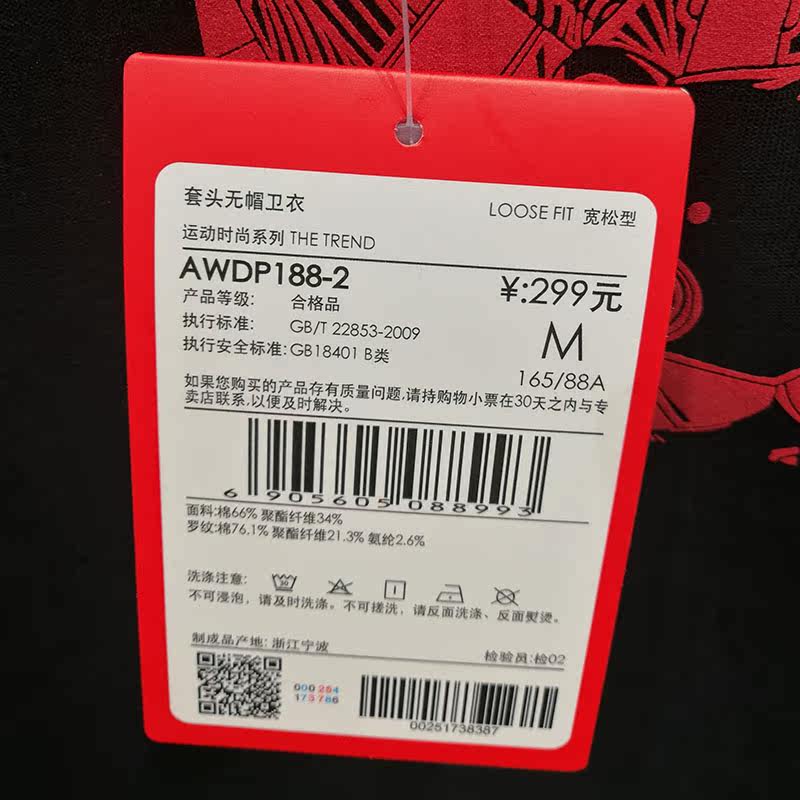 套头无帽卫衣
LOOSE FIT 宽松型
运动时尚系列 THE TREND
AWDP188-2
¥:299元
产品等级: 合格品
M
执行标准: GB/T 22853-2009
165/88A
执行安全标准:GB18401 B类
如果您购买的产品存有质量问题,请持购物小票在30天之内与专
卖店联系,以便及时解决。
6 905605 088993
面料:棉66% 聚酯纤维34%
罗纹:棉76.1% 聚酯纤维21.3% 氨纶2.6%
洗涤注意:
30
不可浸泡，请及时洗涤。不可搓洗，请反面洗涤、反面熨烫。
制成品产地: 浙江宁波
检验员:检02
000 284
173 786
00251738387